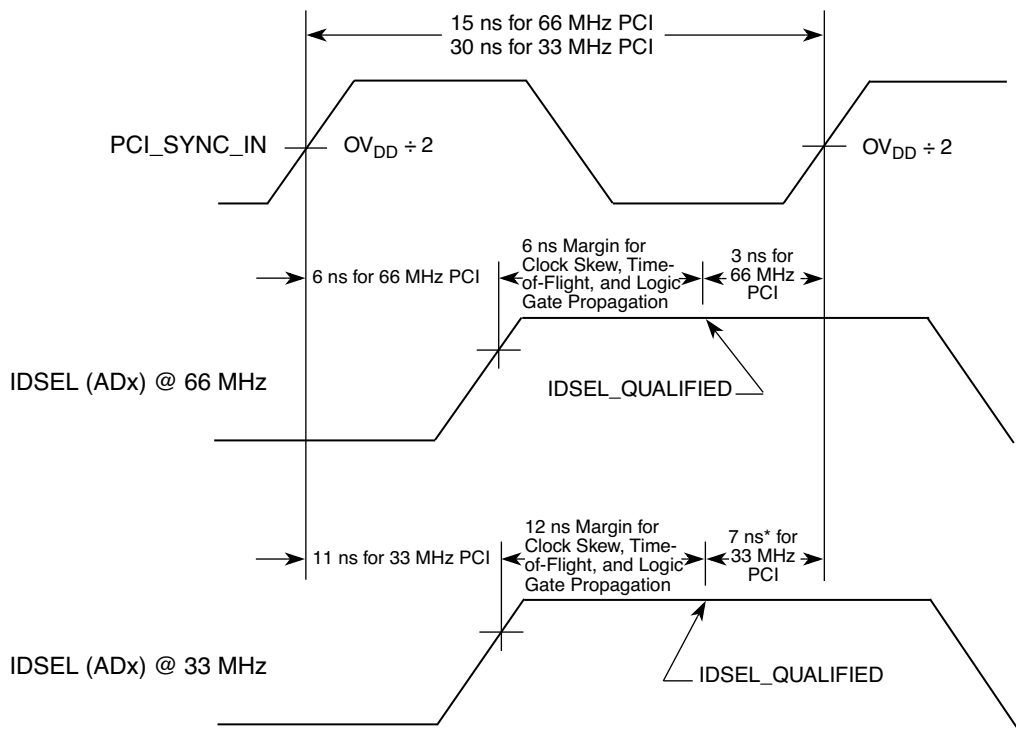 15 ns for 66 MHz PCI
30 ns for 33 MHz PCI
PCI_SYNC_IN
OVDD ÷ 2
OVDD ÷ 2
6 ns for 66 MHz PCI
6 ns Margin for
Clock Skew, Time-
of-Flight, and Logic
Gate Propagation
3 ns for
66 MHz
PCI
IDSEL (ADx) @ 66 MHz
IDSEL_QUALIFIED
11 ns for 33 MHz PCI
12 ns Margin for
Clock Skew, Time-
of-Flight, and Logic
Gate Propagation
7 ns* for
33 MHz
PCI
IDSEL (ADx) @ 33 MHz
IDSEL_QUALIFIED